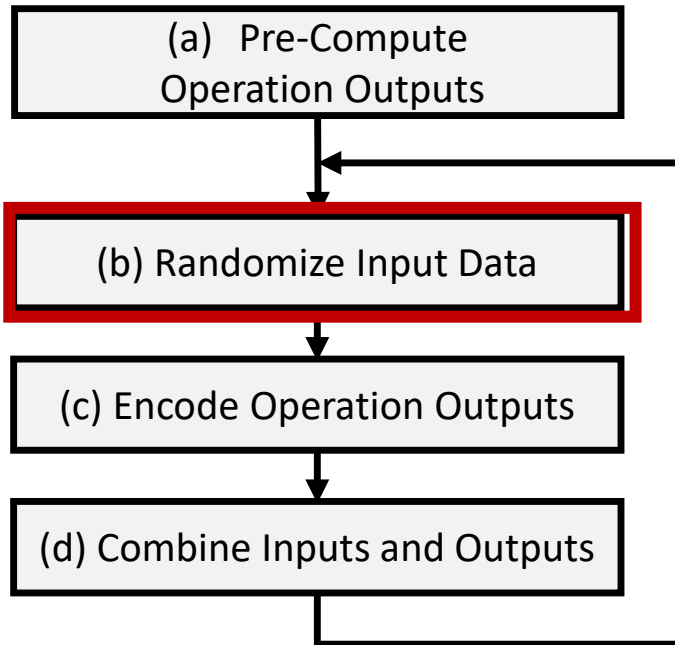 (a) Pre-Compute
Operation Outputs
(b) Randomize Input Data
(c) Encode Operation Outputs
(d) Combine Inputs and Outputs